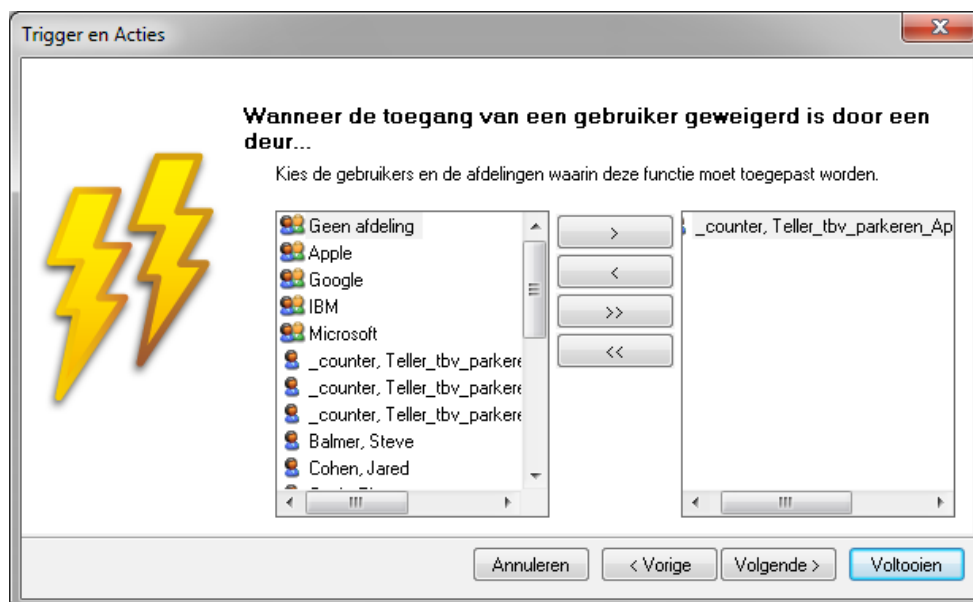 Trigger en Acties
Wanneer de toegang van een gebruiker geweigerd is door een
deur...
Kies de gebruikers en de afdelingen waarin deze functie moet toegepast worden.
Geen afdeling
Apple
Google
IBM
Microsoft
_counter, Teller_tbv_parkere
_counter, Teller_tbv_parkere
_counter, Teller_tbv_parkere
Balmer, Steve
Cohen, Jared
>
<
>>
<<
_counter, Teller_tbv_parkeren_Ap
Annuleren
< Vorige
Volgende >
Voltooien